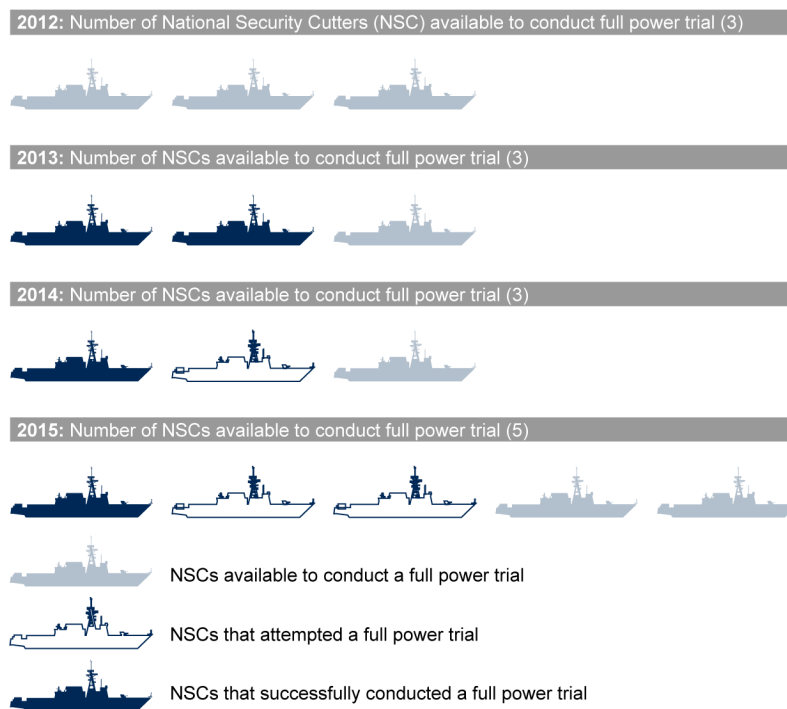 2012: Number of National Security Cutters (NSC) available to conduct full power trial (3)
2013: Number of NSCs available to conduct full power trial (3)
2014: Number of NSCs available to conduct full power trial (3)
2015: Number of NSCs available to conduct full power trial (5)
NSCs available to conduct a full power trial
NSCs that attempted a full power trial
NSCs that successfully conducted a full power trial